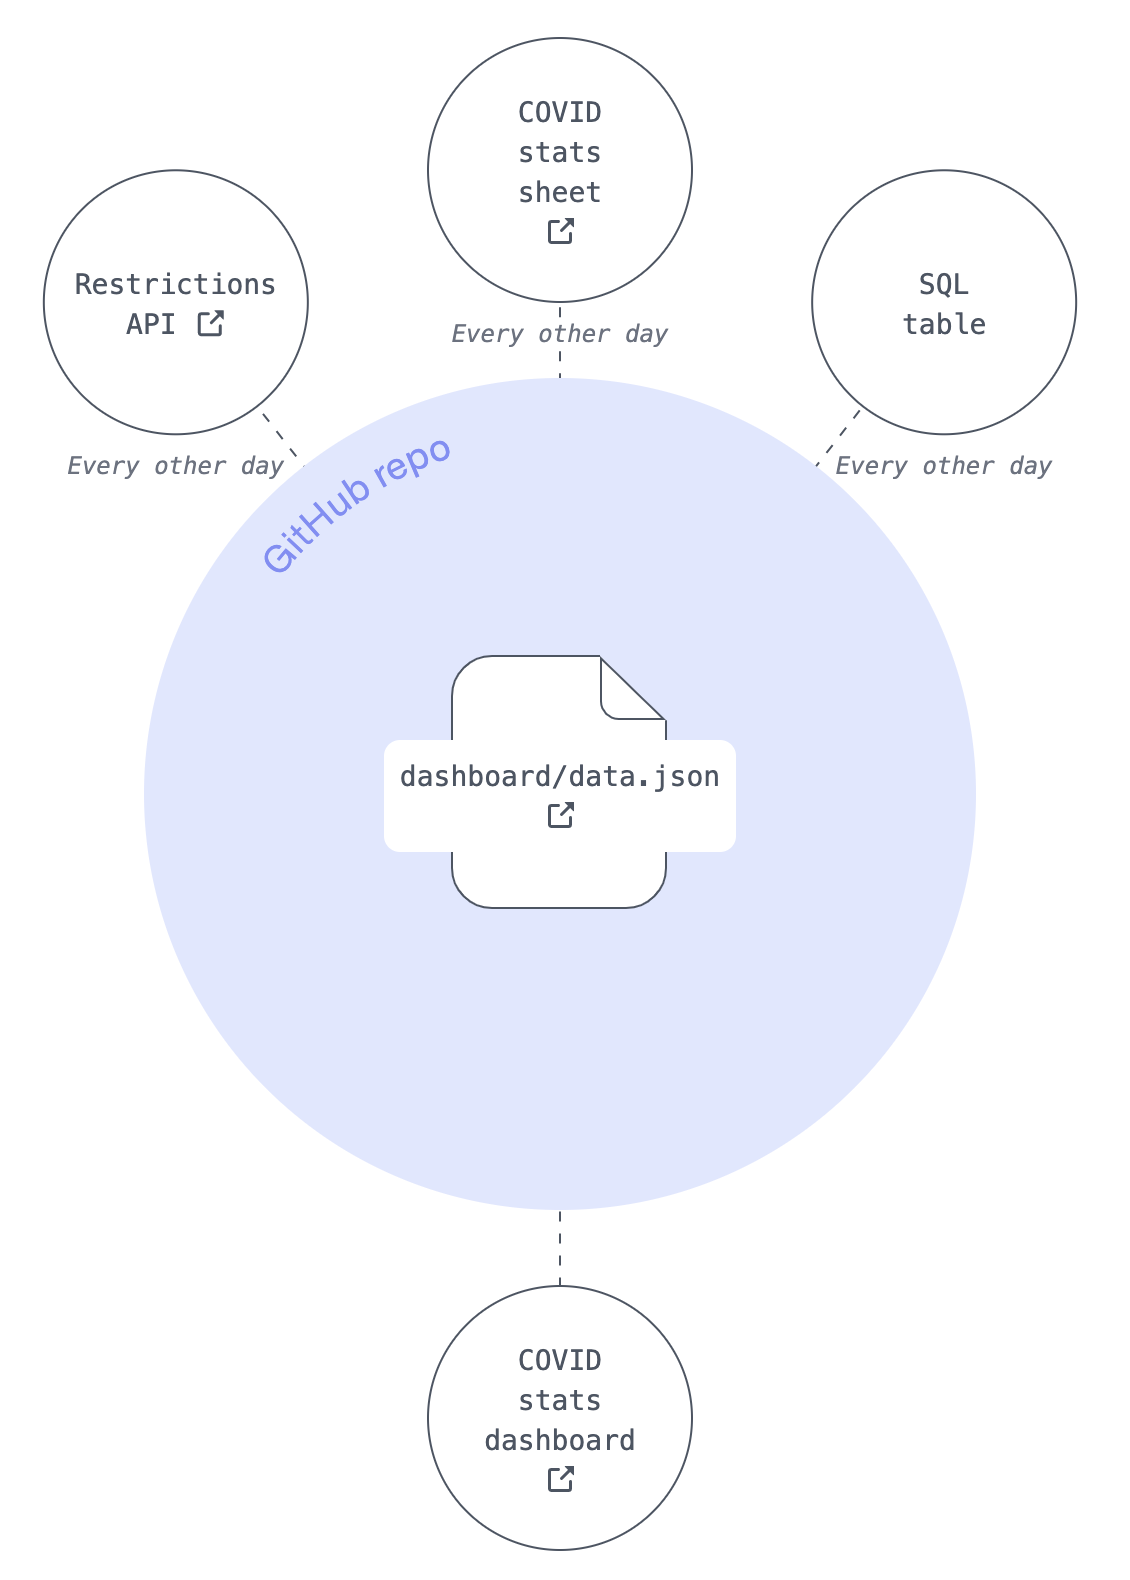 COVID
stats
sheet
Restrictions
API
SQL
table
Every other day
Every other day
Every other day
GitHub repo
dashboard/data.json
COVID
stats
dashboard